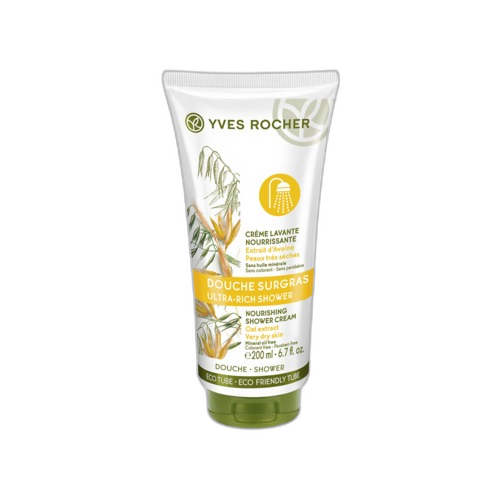 YVES ROCHER
CRÈME LAVANTE
NOURRISSANTE
Extrait d'Avoine
Peaux très sèches
Sans huile minérale
Sans colorant - Sans parabène
DOUCHE SURGRAS
ULTRA-RICH SHOWER
NOURISHING
SHOWER CREAM
Oat extract
Very dry skin
Mineral oil free
Colorant free - Paraben free
℮200 ml - 6.7 fl. oz.
DOUCHE - SHOWER
ECO TUBE - ECO FRIENDLY TUBE